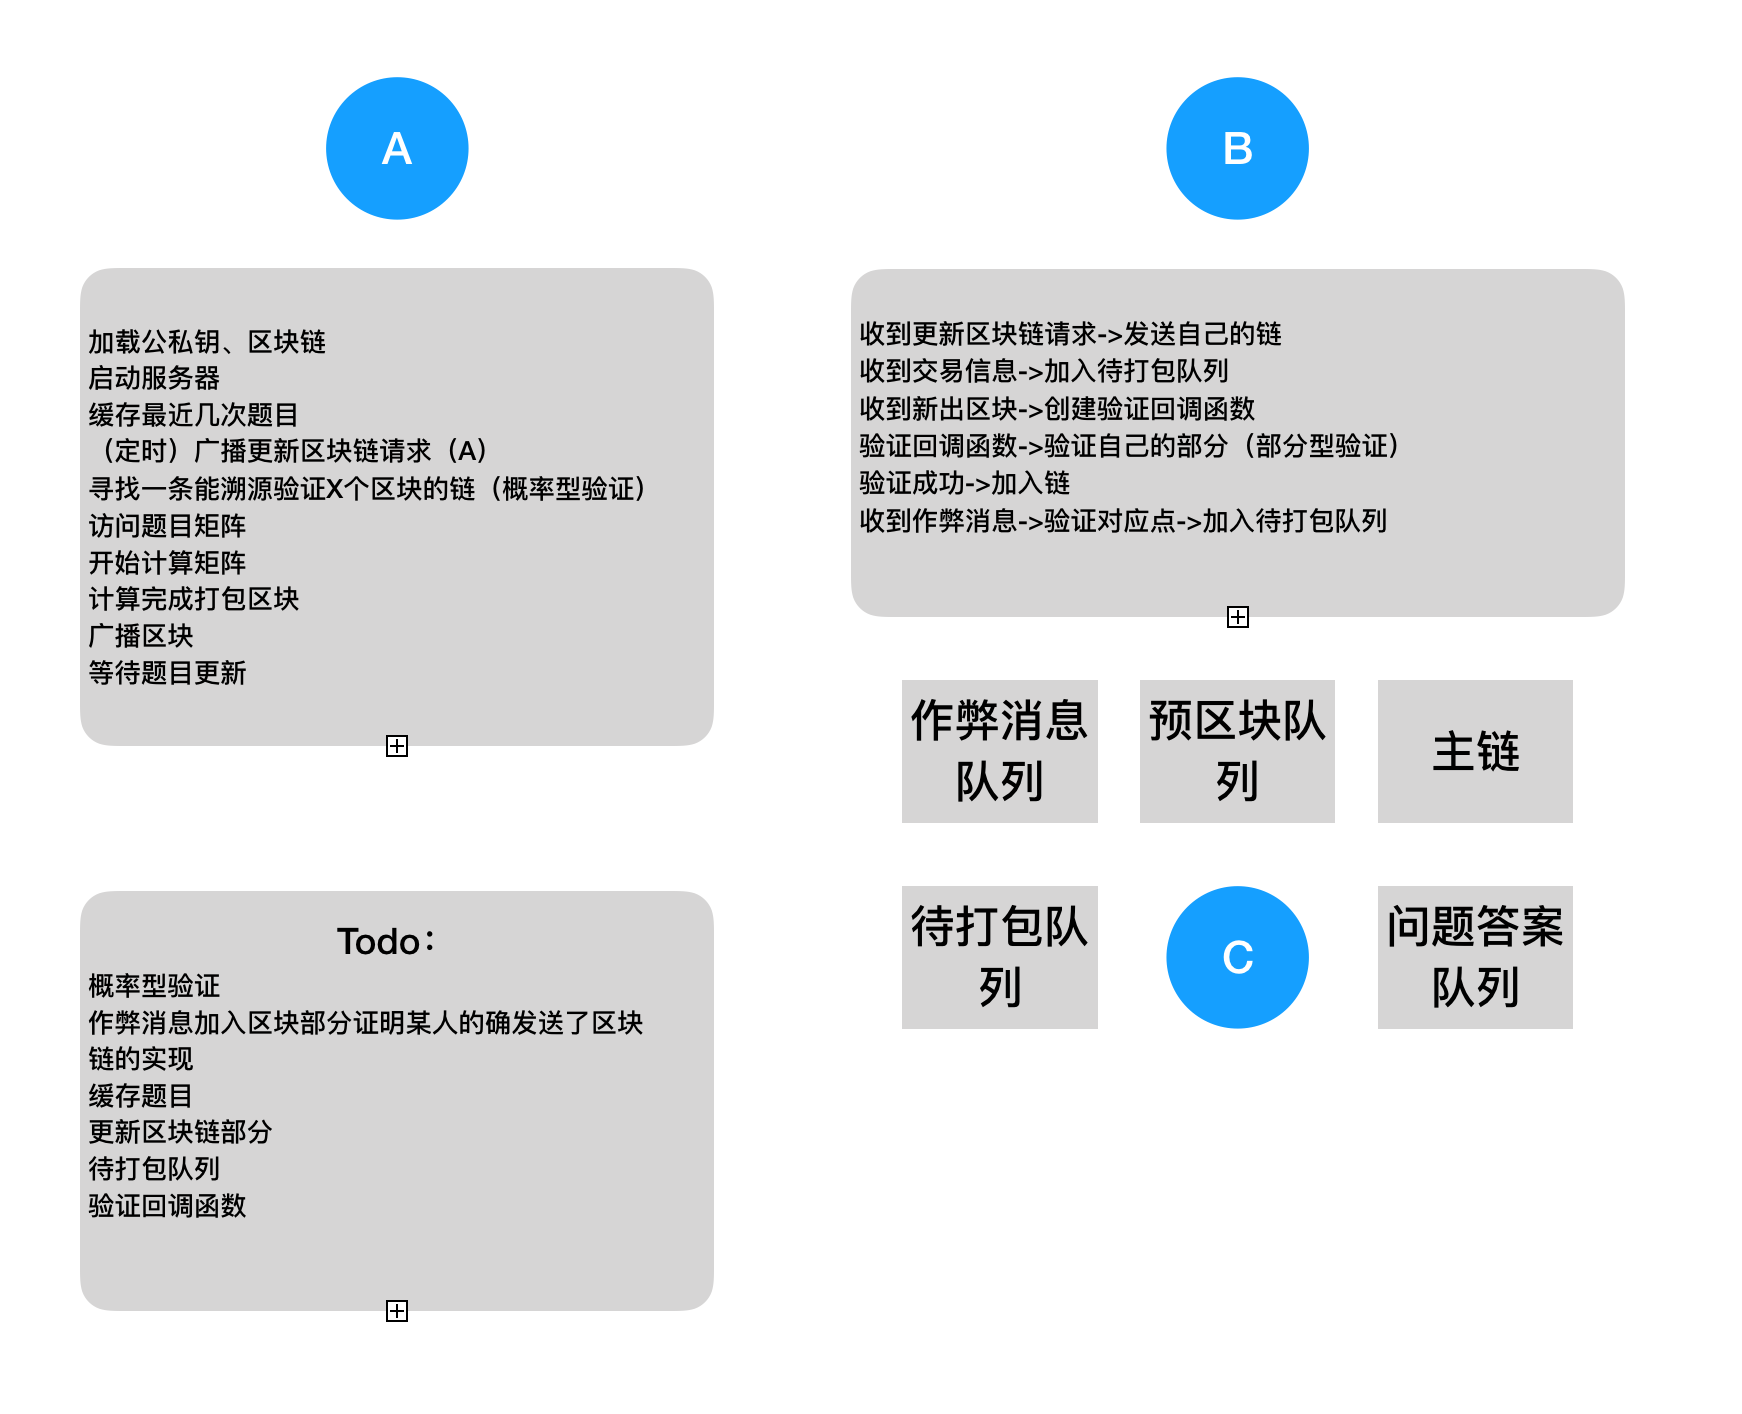 A
加载公私钥、区块链
启动服务器
缓存最近几次题目
（定时）广播更新区块链请求（A）
寻找一条能溯源验证X个区块的链（概率型验证）
访问题目矩阵
开始计算矩阵
计算完成打包区块
广播区块
等待题目更新
Todo：
概率型验证
作弊消息加入区块部分证明某人的确发送了区块
链的实现
缓存题目
更新区块链部分
待打包队列
验证回调函数
B
收到更新区块链请求->发送自己的链
收到交易信息->加入待打包队列
收到新出区块->创建验证回调函数
验证回调函数->验证自己的部分（部分型验证）
验证成功->加入链
收到作弊消息->验证对应点->加入待打包队列
作弊消息
队列
预区块队
列
主链
待打包队
列
C
问题答案
队列